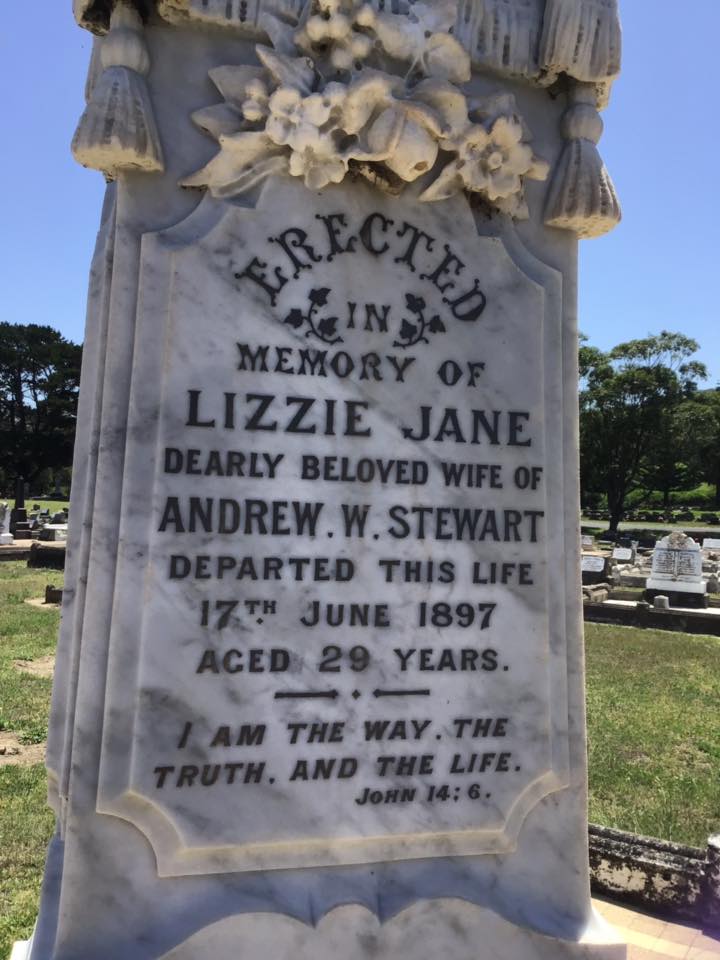 ERECTED
IN
MEMORY OF
LIZZIE JANE
DEARLY BELOVED WIFE OF
ANDREW. W. STEWART
DEPARTED THIS LIFE
17TH JUNE 1897
AGED 29 YEARS.
I AM THE WAY. THE
TRUTH. AND THE LIFE.
JOHN 14; 6.